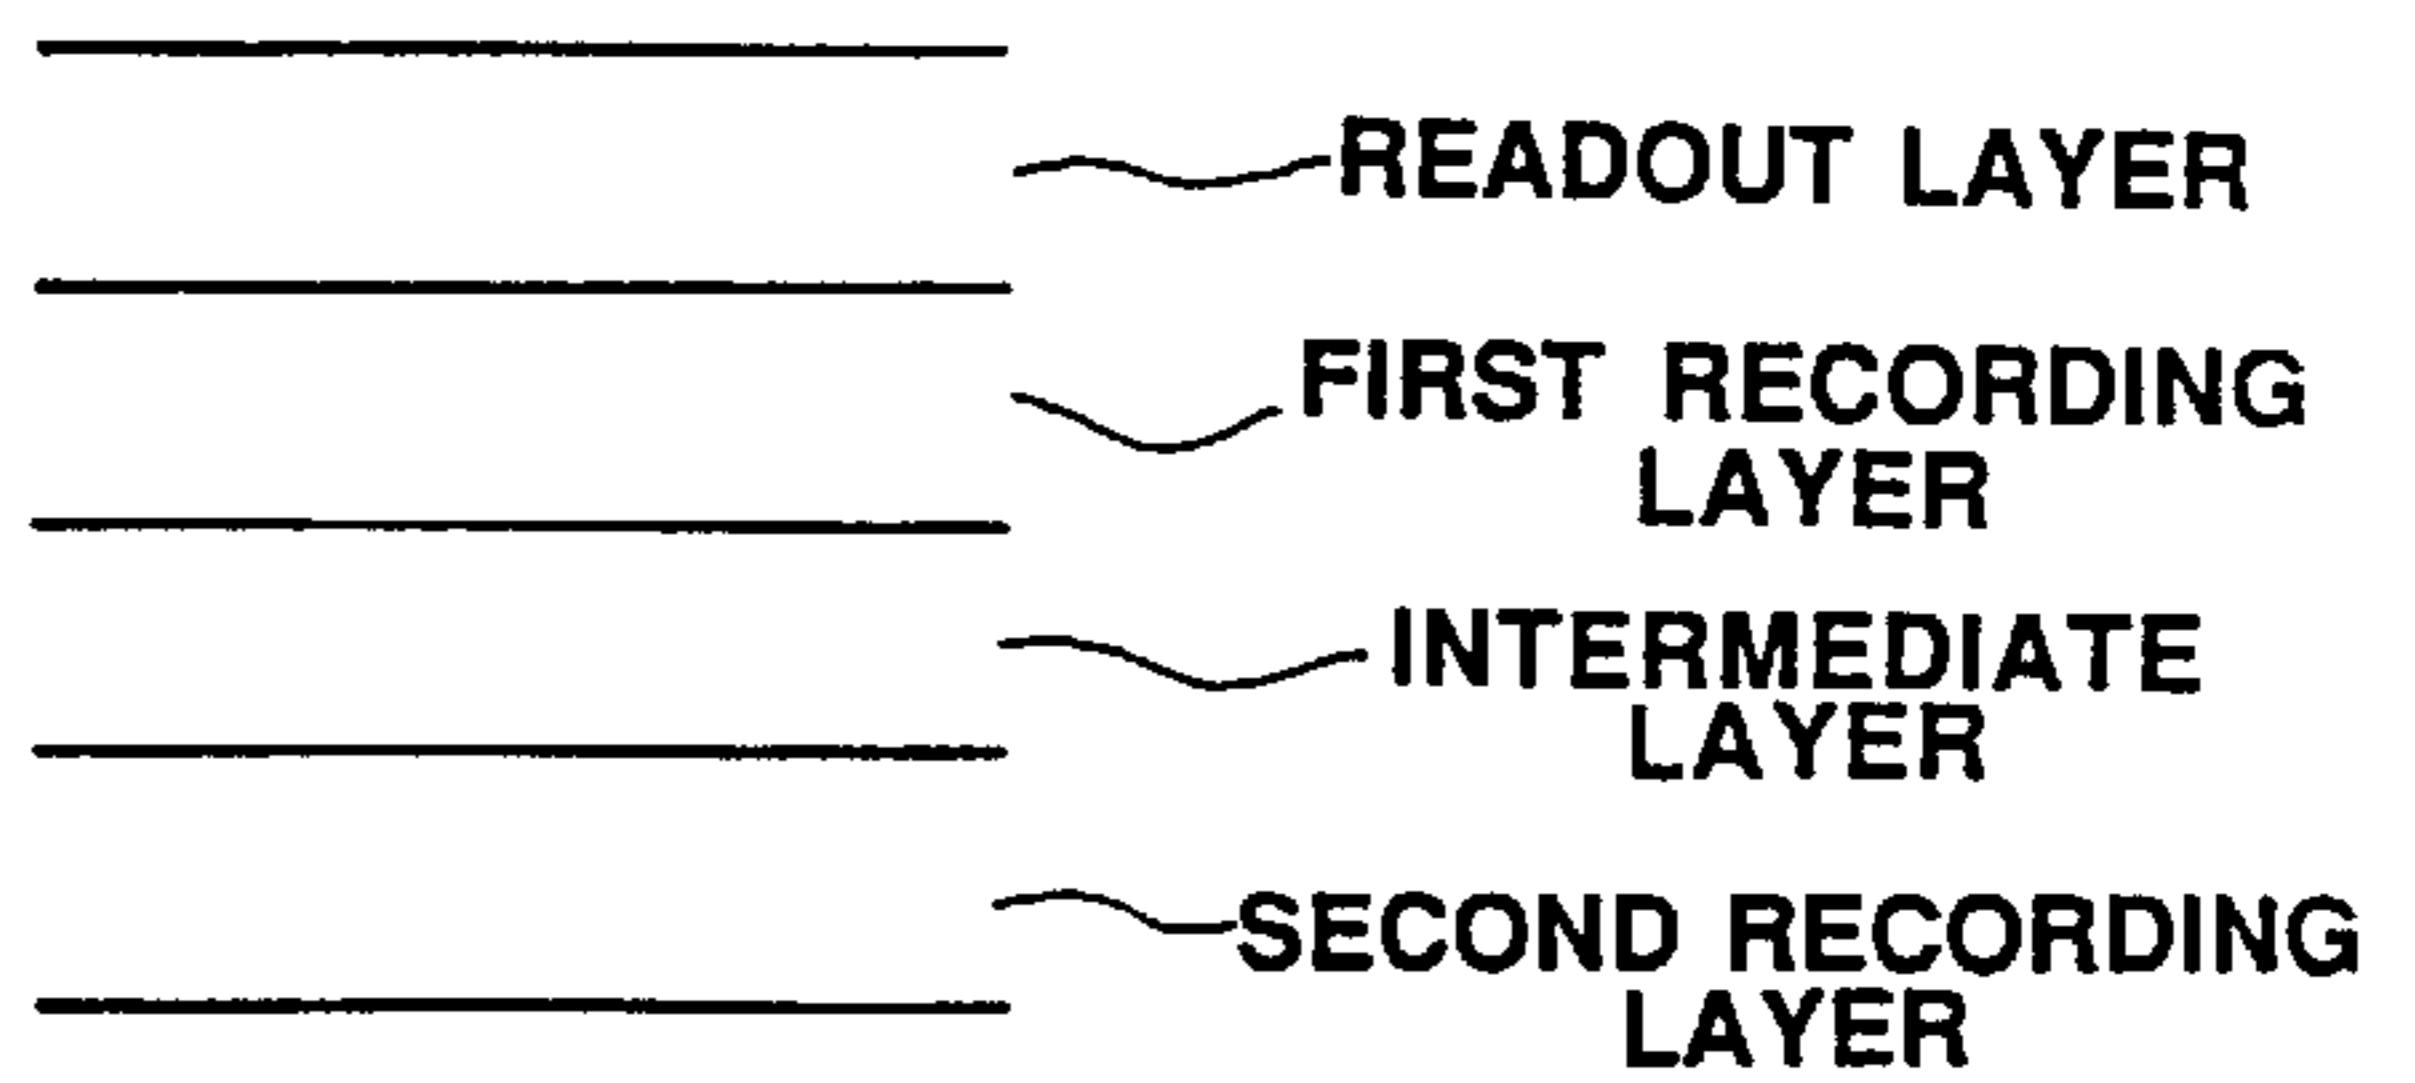 READOUT LAYER
FIRST RECORDING
LAYER
INTERMEDIATE
LAYER
SECOND RECORDING
LAYER